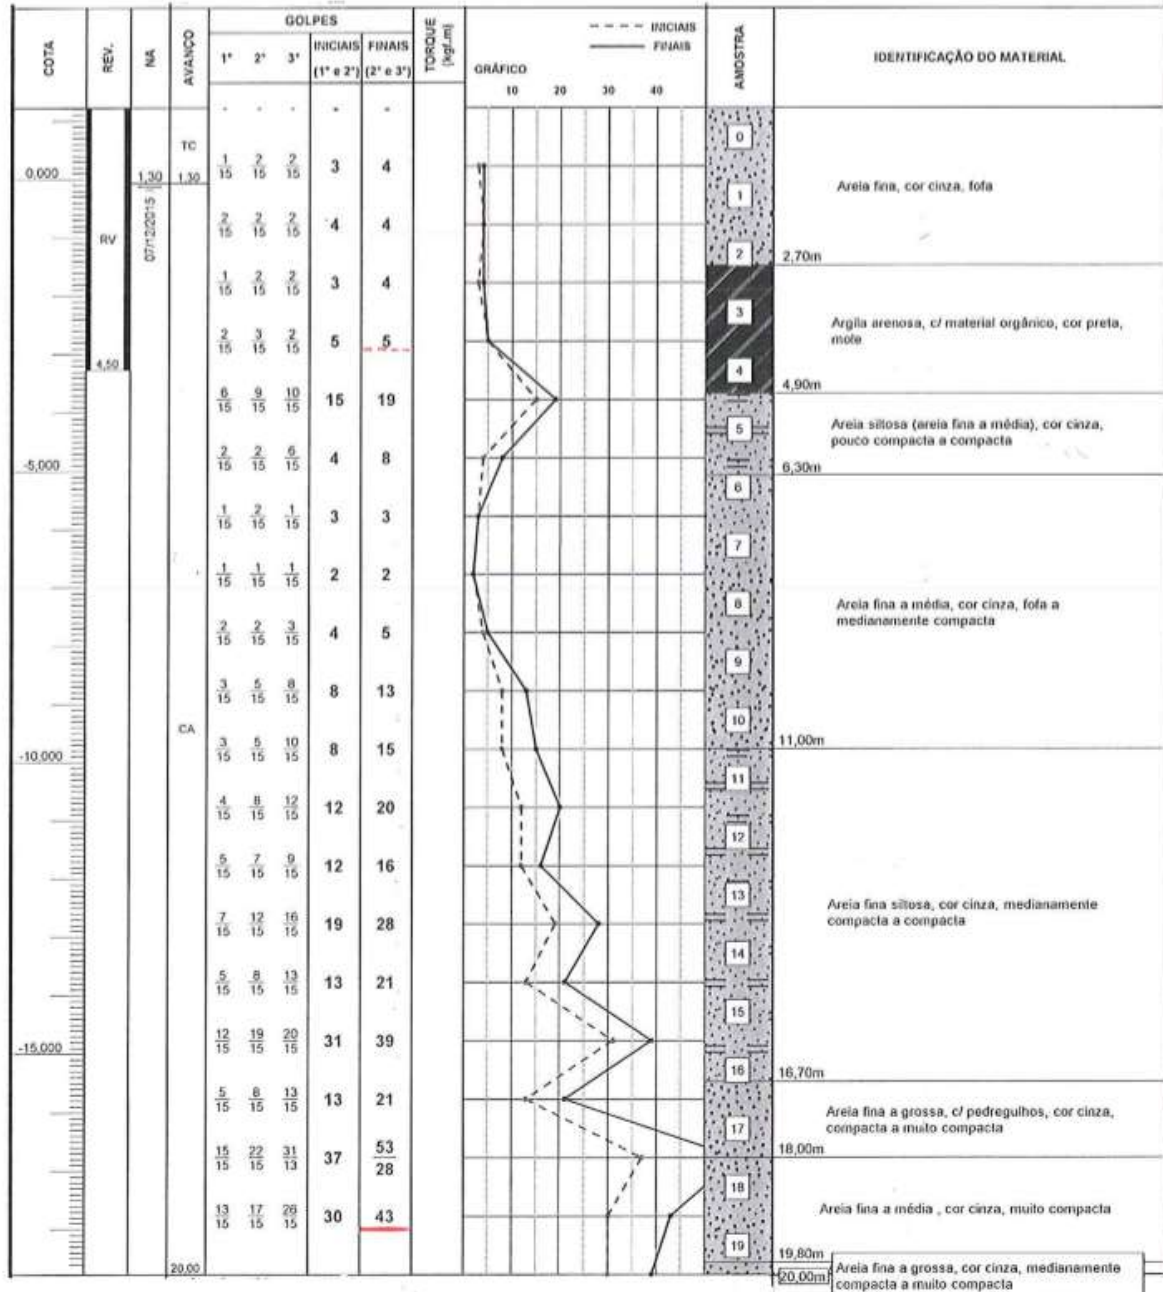 COTA REV. NA AVANÇO GOLPES TORQUE (kgf.m) GRÁFICO AMOSTRA IDENTIFICAÇÃO DO MATERIAL
1ª 2ª 3ª INICIAIS (1ª e 2ª) FINAIS (2ª e 3ª)
INICIAIS
FINAIS
10 20 30 40
- - - - -
TC
0
1/15 2/15 2/15 3 4
0,000 1,30 1,30
Areia fina, cor cinza, fofa
1
07/12/2015
RV
2/15 2/15 2/15 4 4
2
2,70m
1/15 2/15 2/15 3 4
3
Argila arenosa, c/ material orgânico, cor preta,
mole
2/15 3/15 2/15 5 5
4,50
4
4,90m
6/15 9/15 10/15 15 19
5
Areia siltosa (areia fina a média), cor cinza,
pouco compacta a compacta
2/15 2/15 6/15 4 8
-5,000
6,30m
6
1/15 2/15 1/15 3 3
7
1/15 1/15 1/15 2 2
8
Areia fina a média, cor cinza, fofa a
medianamente compacta
2/15 2/15 3/15 4 5
9
3/15 5/15 8/15 8 13
10
CA
11,00m
3/15 5/15 10/15 8 15
-10,000
11
4/15 8/15 12/15 12 20
12
5/15 7/15 9/15 12 16
13
Areia fina siltosa, cor cinza, medianamente
compacta a compacta
7/15 12/15 16/15 19 28
14
5/15 8/15 13/15 13 21
15
12/15 19/15 20/15 31 39
-15,000
16
16,70m
5/15 8/15 13/15 13 21
17
Areia fina a grossa, c/ pedregulhos, cor cinza,
compacta a muito compacta
18,00m
15/15 22/15 31/13 37 53/28
18
Areia fina a média , cor cinza, muito compacta
13/15 17/15 26/15 30 43
19
19,80m
20,00
20,00m
Areia fina a grossa, cor cinza, medianamente
compacta a muito compacta